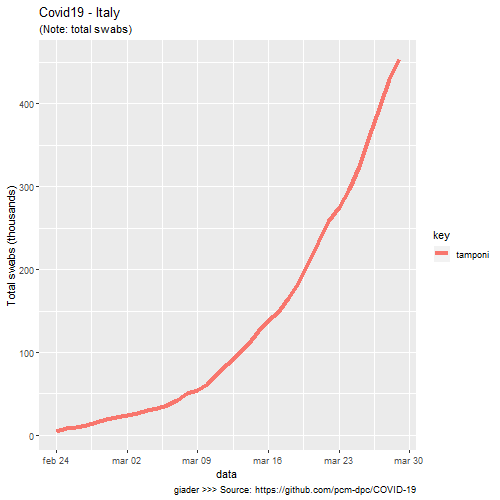 Covid19 - Italy
(Note: total swabs)
Total swabs (thousands)
400
300
200
100
0
feb 24
mar 02
mar 09
mar 16
mar 23
mar 30
data
key
tamponi
giader >>> Source: https://github.com/pcm-dpc/COVID-19